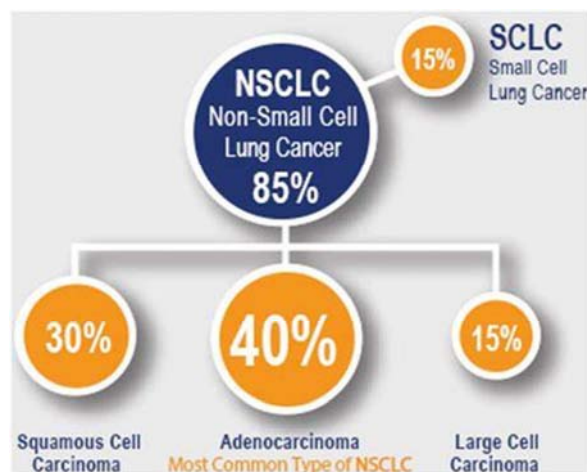 SCLC
Small Cell
Lung Cancer
15%
NSCLC
Non-Small Cell
Lung Cancer
85%
30%
40%
15%
Squamous Cell
Carcinoma
Adenocarcinoma
Most Common Type of NSCLC
Large Cell
Carcinoma